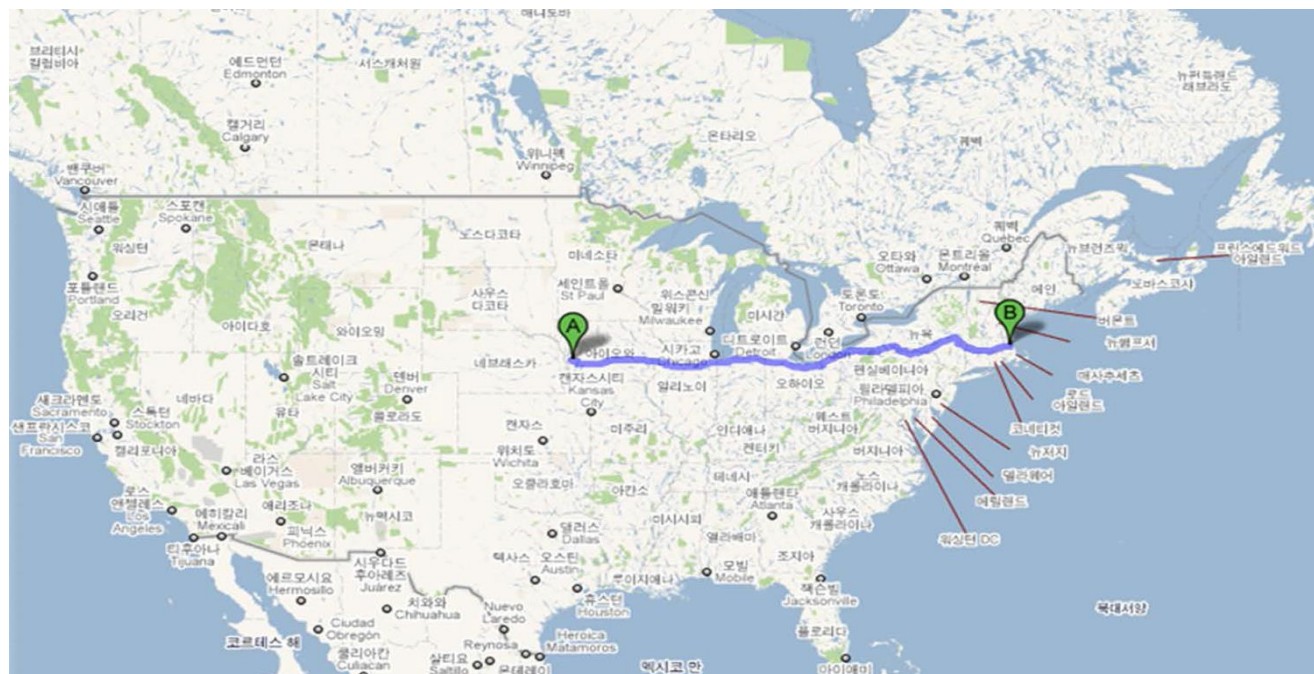 매니토바
브리티시
컬럼비아
에드먼턴
Edmonton
서스캐처원
뉴펀들랜드
래브라도
캘거리
Calgary
온타리오
퀘벡
위니펙
Winnipeg
밴쿠버
Vancouver
시애틀
Seattle
스포캔
Spokane
워싱턴
몬태나
노스다코타
미네소타
퀘벡
Québec
뉴브런즈윅
프린스에드워드
아일랜드
오타와
Ottawa
몬트리올
Montreal
노바스코샤
메인
포틀랜드
Portland
오리건
세인트폴
St Paul
위스콘신
밀워키
Milwaukee
사우스
다코타
미시간
토론토
Toronto
버몬트
아이다호
와이오밍
디트로이트
Detroit
런던
London
뉴욕
뉴햄프셔
A
B
네브래스카
아이오와
시카고
Chicago
솔트레이크
시티
Salt
Lake City
덴버
Denver
캔자스시티
Kansas
City
일리노이
오하이오
펜실베이니아
필라델피아
Philadelphia
매사추세츠
로드
아일랜드
새크라멘토
Sacramento
스톡턴
Stockton
네바다
유타
콜로라도
샌프란시스코
San
Francisco
캘리포니아
캔자스
미주리
인디애나
웨스트
버지니아
코네티컷
켄터키
버지니아
뉴저지
라스
베이거스
Las Vegas
앨버커키
Albuquerque
위치토
Wichita
오클라호마
아칸소
테네시
노스
캐롤라이나
델라웨어
메릴랜드
로스
앤젤레스
Los
Angeles
애리조나
뉴멕시코
애틀랜타
Atlanta
사우스
캐롤라이나
메히칼리
Mexicali
피닉스
Phoenix
댈러스
Dallas
미시시피
앨라배마
워싱턴 DC
티후아나
Tijuana
시우다드
후아레즈
Juárez
텍사스
오스틴
Austin
루이지애나
모빌
Mobile
조지아
에르모시요
Hermosillo
치와와
Chihuahua
휴스턴
Houston
잭슨빌
Jacksonville
Nuevo
Laredo
북대서양
Ciudad
Obregón
Heroica
Matamoros
Reynosa
플로리다
코르테스 해
쿨리아칸
Culiacan
살티요
Saltillo
몬테레이
멕시코 만
마이애미